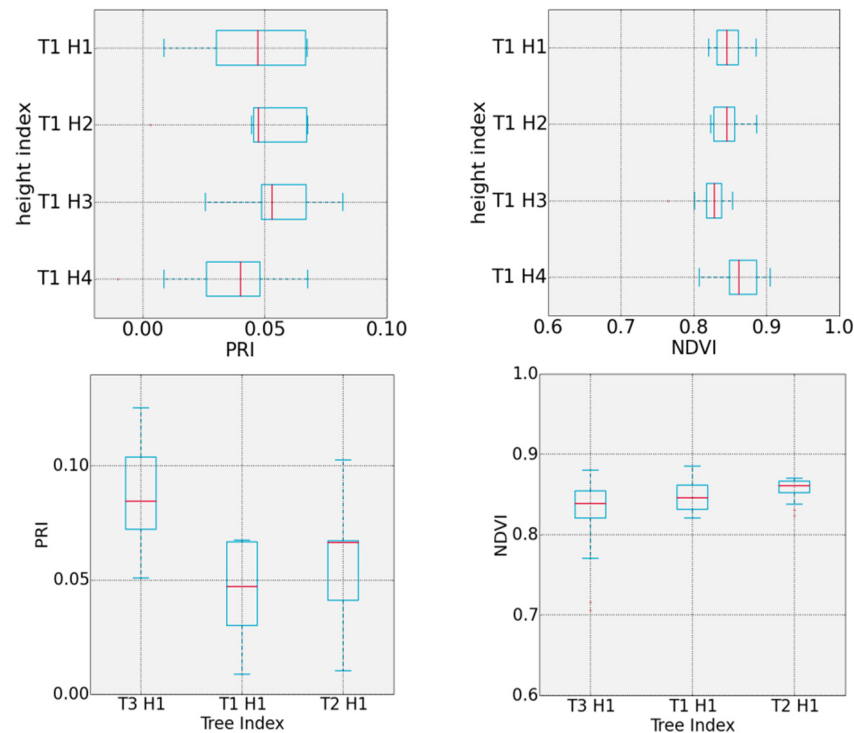 T1 H1
T1 H2
T1 H3
T1 H4
height index
0.00 0.05 0.10
PRI
T1 H1
T1 H2
T1 H3
T1 H4
height index
0.6 0.7 0.8 0.9 1.0
NDVI
0.10
0.05
0.00
PRI
T3 H1 T1 H1 T2 H1
Tree Index
1.0
0.9
0.8
0.7
0.6
NDVI
T3 H1 T1 H1 T2 H1
Tree Index